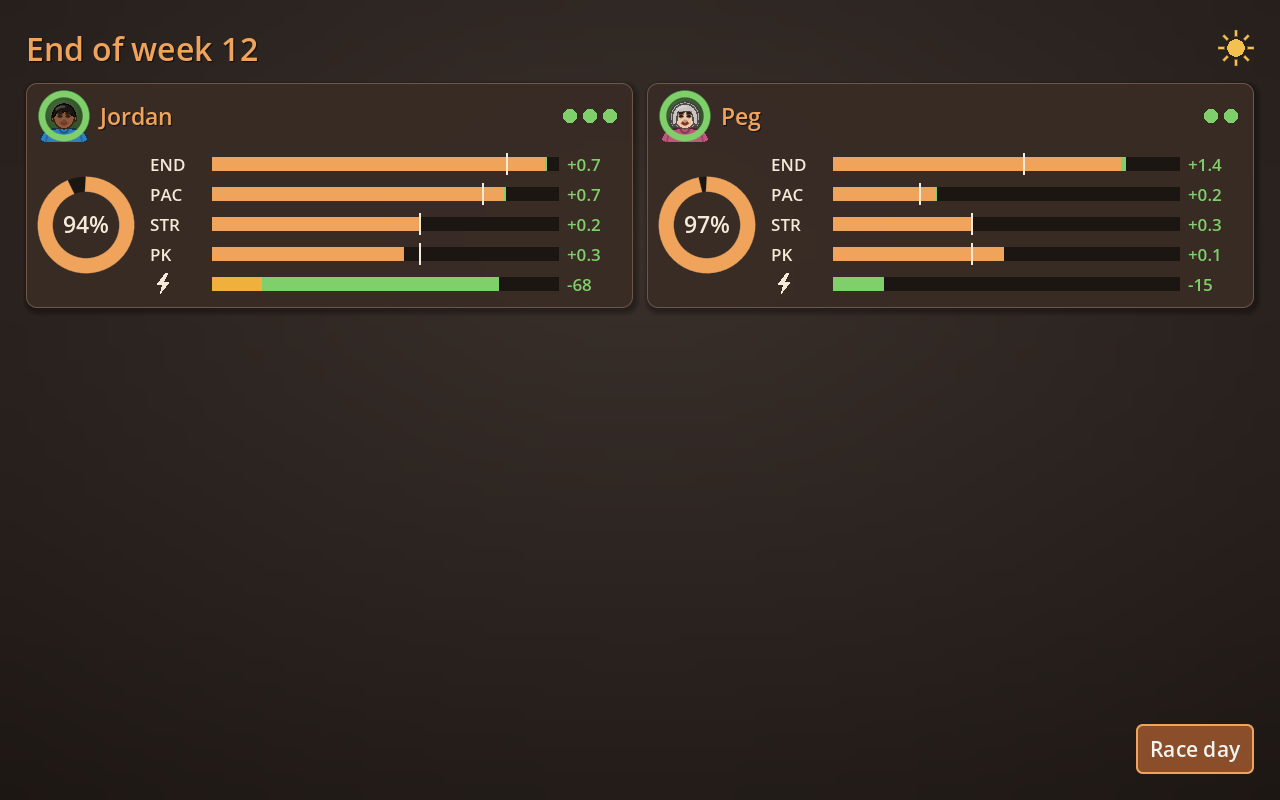 End of week 12
Jordan
END +0.7
PAC +0.7
94%
STR +0.2
PK +0.3
-68
Peg
END +1.4
PAC +0.2
97%
STR +0.3
PK +0.1
-15
Race day